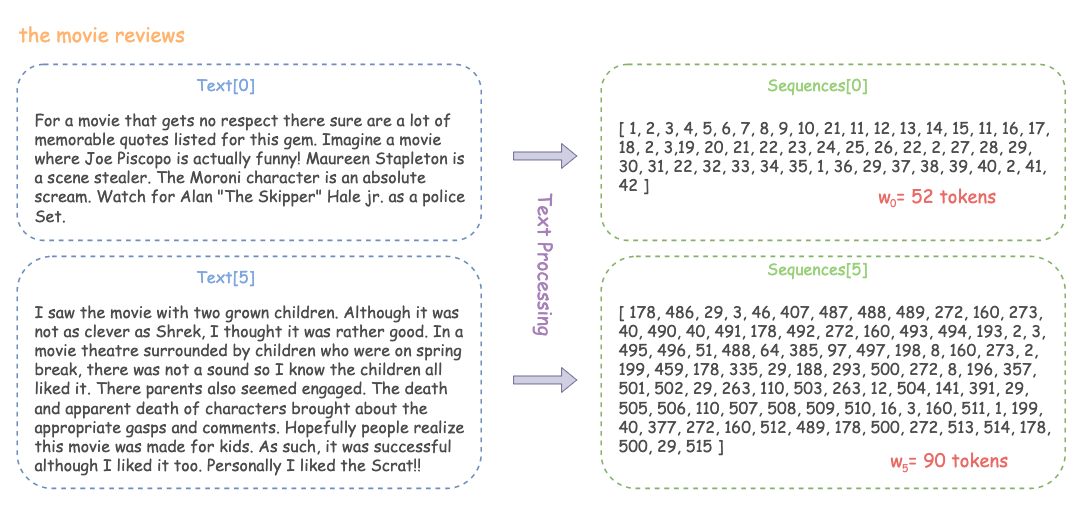 the movie reviews
Text[0]
For a movie that gets no respect there sure are a lot of
memorable quotes listed for this gem. Imagine a movie
where Joe Piscopo is actually funny! Maureen Stapleton is
a scene stealer. The Moroni character is an absolute
scream. Watch for Alan "The Skipper" Hale jr. as a police
Set.
Sequences[0]
[ 1, 2, 3, 4, 5, 6, 7, 8, 9, 10, 21, 11, 12, 13, 14, 15, 11, 16, 17,
18, 2, 3,19, 20, 21, 22, 23, 24, 25, 26, 22, 2, 27, 28, 29,
30, 31, 22, 32, 33, 34, 35, 1, 36, 29, 37, 38, 39, 40, 2, 41,
42 ]
w0= 52 tokens
Text Processing
Text[5]
I saw the movie with two grown children. Although it was
not as clever as Shrek, I thought it was rather good. In a
movie theatre surrounded by children who were on spring
break, there was not a sound so I know the children all
liked it. There parents also seemed engaged. The death
and apparent death of characters brought about the
appropriate gasps and comments. Hopefully people realize
this movie was made for kids. As such, it was successful
although I liked it too. Personally I liked the Scrat!!
Sequences[5]
[ 178, 486, 29, 3, 46, 407, 487, 488, 489, 272, 160, 273,
40, 490, 40, 491, 178, 492, 272, 160, 493, 494, 193, 2, 3,
495, 496, 51, 488, 64, 385, 97, 497, 198, 8, 160, 273, 2,
199, 459, 178, 335, 29, 188, 293, 500, 272, 8, 196, 357,
501, 502, 29, 263, 110, 503, 263, 12, 504, 141, 391, 29,
505, 506, 110, 507, 508, 509, 510, 16, 3, 160, 511, 1, 199,
40, 377, 272, 160, 512, 489, 178, 500, 272, 513, 514, 178,
500, 29, 515 ]
w5= 90 tokens